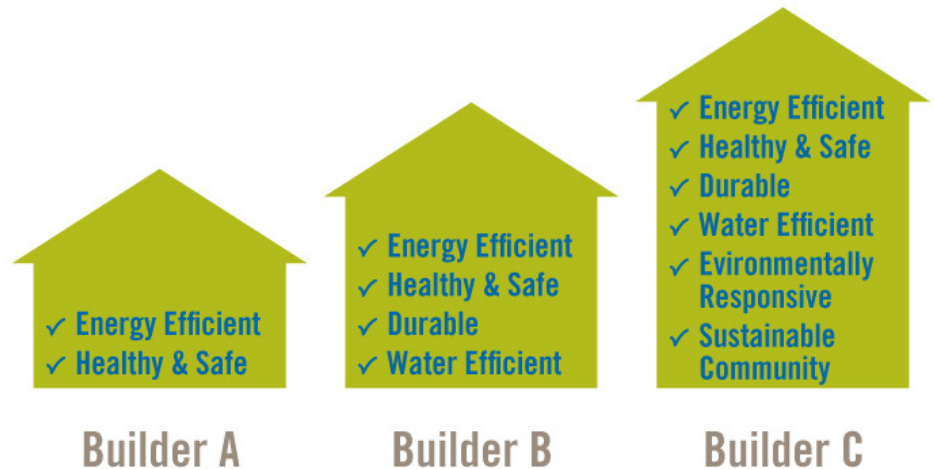 ✓ Energy Efficient
✓ Healthy & Safe
Builder A
✓ Energy Efficient
✓ Healthy & Safe
✓ Durable
✓ Water Efficient
Builder B
✓ Energy Efficient
✓ Healthy & Safe
✓ Durable
✓ Water Efficient
✓ Evironmentally
Responsive
✓ Sustainable
Community
Builder C